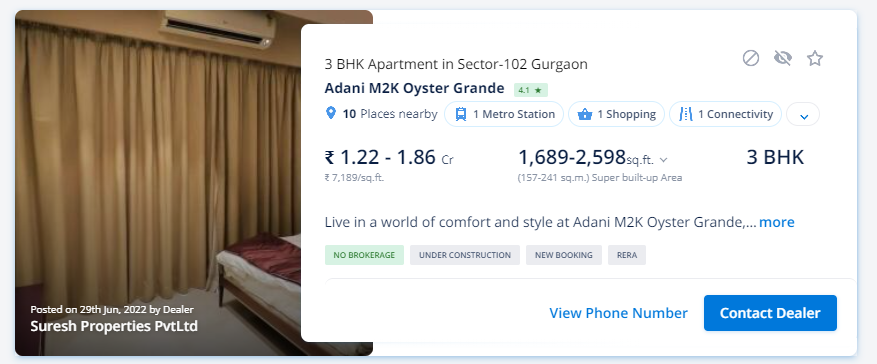 3 BHK Apartment in Sector-102 Gurgaon
Adani M2K Oyster Grande 4.1 ★
10 Places nearby 1 Metro Station 1 Shopping 1 Connectivity
₹ 1.22 - 1.86 Cr 1,689-2,598sq.ft. 3 BHK
₹ 7,189/sq.ft. (157-241 sq.m.) Super built-up Area
Live in a world of comfort and style at Adani M2K Oyster Grande,... more
NO BROKERAGE UNDER CONSTRUCTION NEW BOOKING RERA
Posted on 29th Jun, 2022 by Dealer
Suresh Properties PvtLtd
View Phone Number Contact Dealer